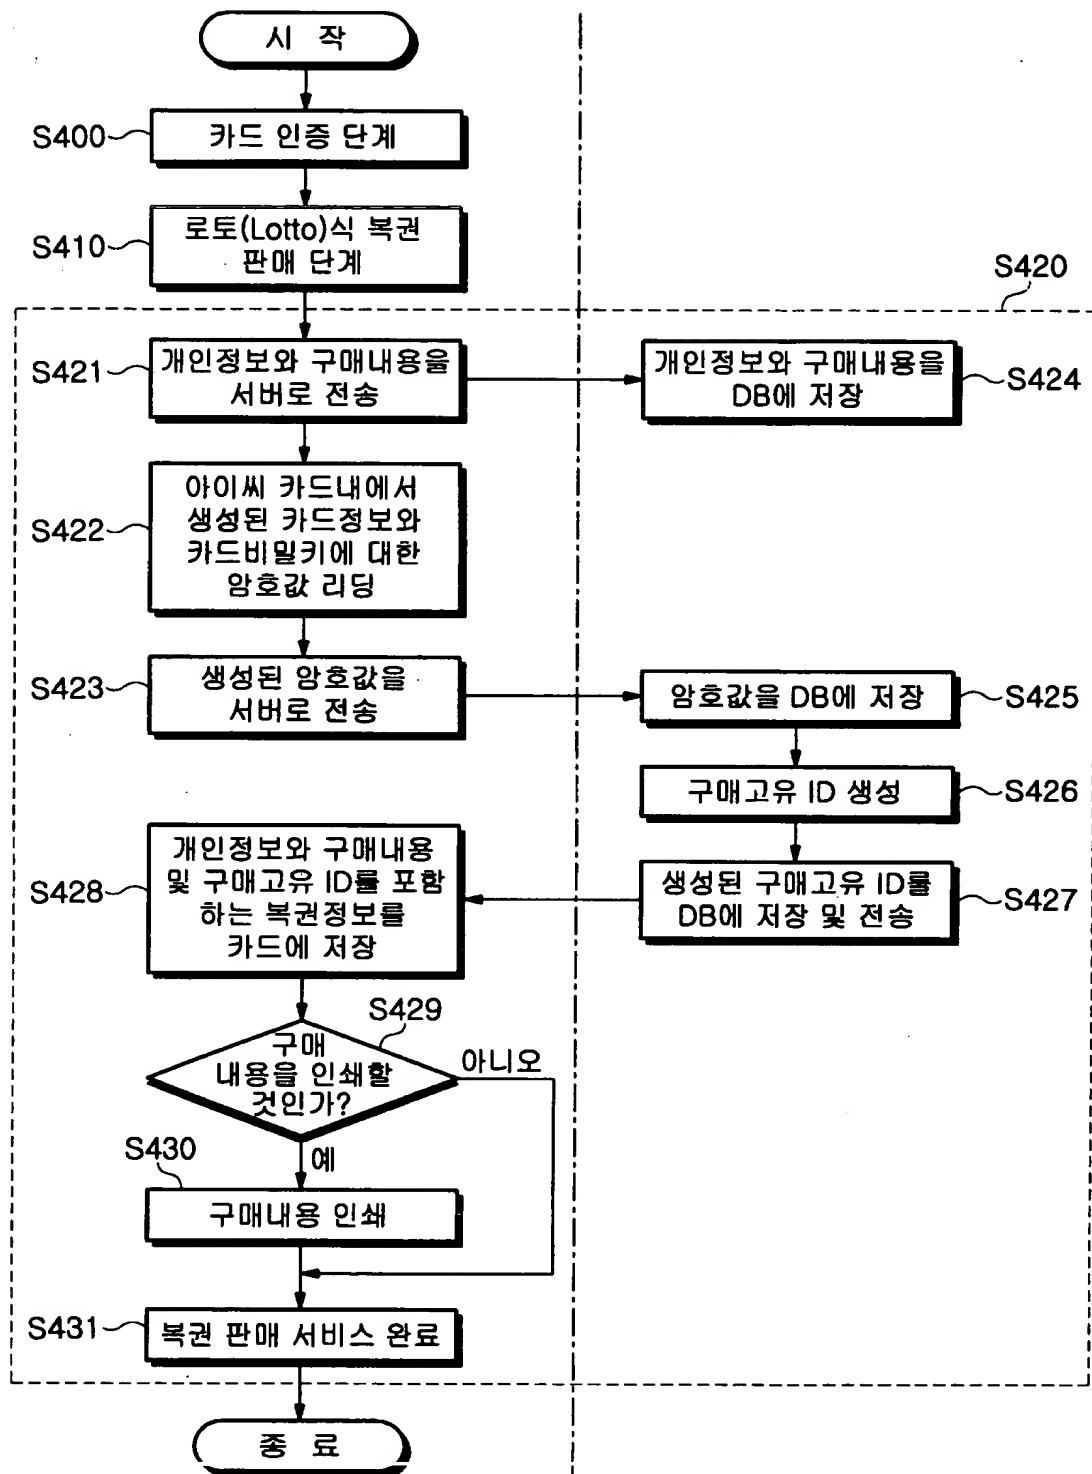 시 작
S400
카드 인증 단계
S410
로토(Lotto)식 복권
판매 단계
S420
S421
개인정보와 구매내용을
서버로 전송
개인정보와 구매내용을
DB에 저장
S424
S422
아이씨 카드내에서
생성된 카드정보와
카드비밀키에 대한
암호값 리딩
S423
생성된 암호값을
서버로 전송
암호값을 DB에 저장
S425
구매고유 ID 생성
S426
S428
개인정보와 구매내용
및 구매고유 ID를 포함
하는 복권정보를
카드에 저장
생성된 구매고유 ID를
DB에 저장 및 전송
S427
S429
구매
내용을 인쇄할
것인가?
아니오
예
S430
구매내용 인쇄
S431
복권 판매 서비스 완료
종 료